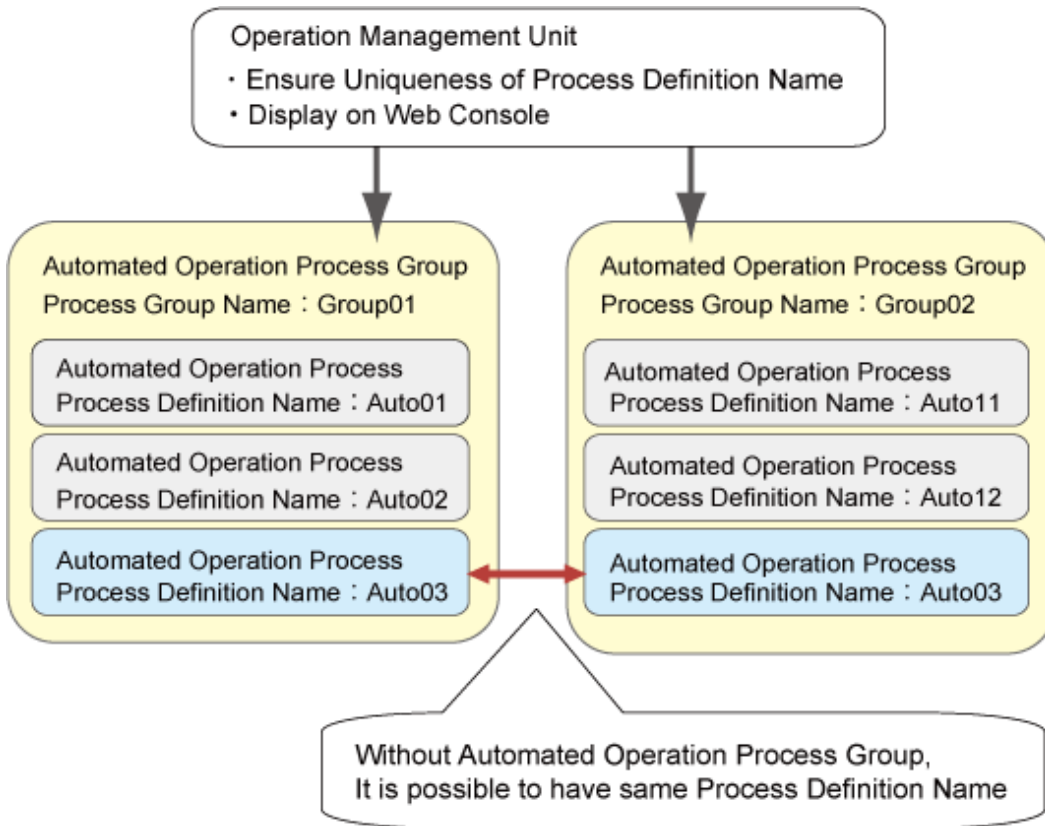 Operation Management Unit
・Ensure Uniqueness of Process Definition Name
・Display on Web Console
Automated Operation Process Group
Process Group Name：Group01
Automated Operation Process
Process Definition Name：Auto01
Automated Operation Process
Process Definition Name：Auto02
Automated Operation Process
Process Definition Name：Auto03
Automated Operation Process Group
Process Group Name：Group02
Automated Operation Process
Process Definition Name：Auto11
Automated Operation Process
Process Definition Name：Auto12
Automated Operation Process
Process Definition Name：Auto03
Without Automated Operation Process Group,
It is possible to have same Process Definition Name